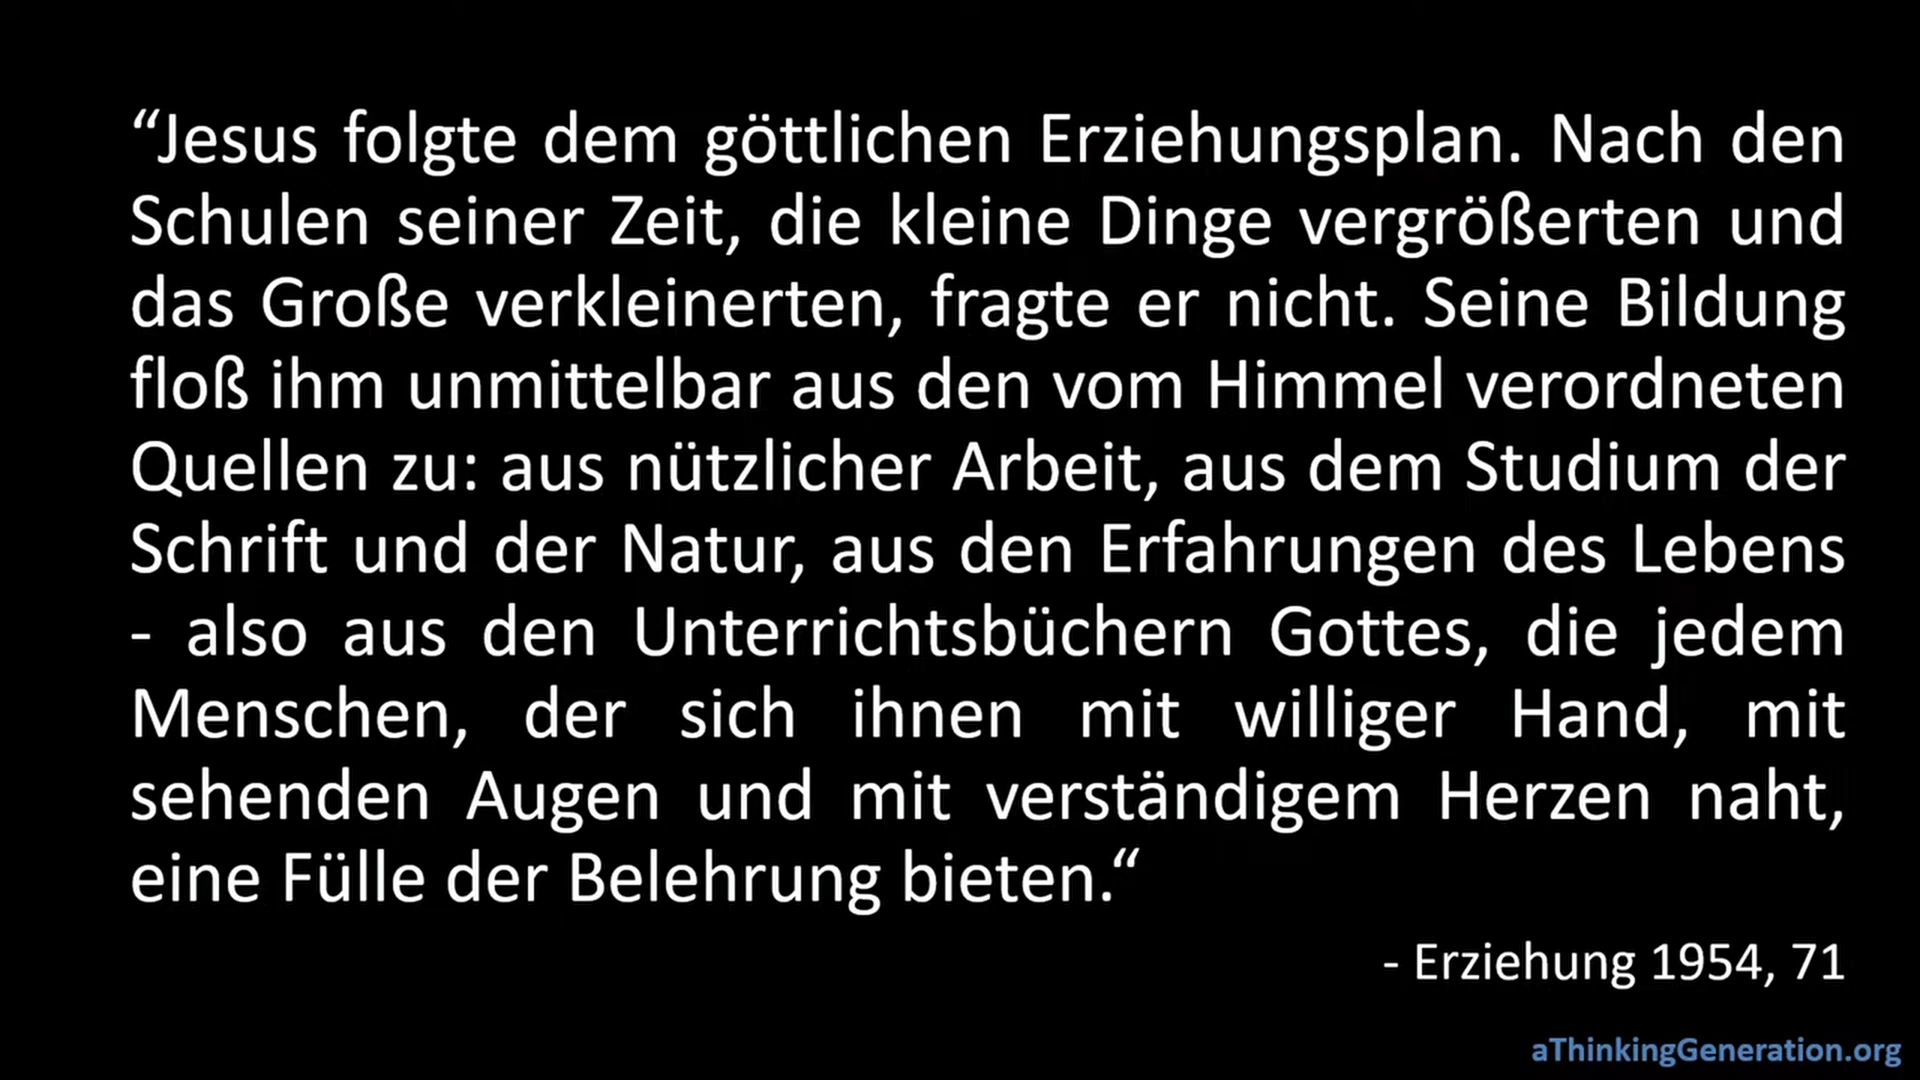 “Jesus folgte dem göttlichen Erziehungsplan. Nach den
Schulen seiner Zeit, die kleine Dinge vergrößerten und
das Große verkleinerten, fragte er nicht. Seine Bildung
floß ihm unmittelbar aus den vom Himmel verordneten
Quellen zu: aus nützlicher Arbeit, aus dem Studium der
Schrift und der Natur, aus den Erfahrungen des Lebens
- also aus den Unterrichtsbüchern Gottes, die jedem
Menschen, der sich ihnen mit williger Hand, mit
sehenden Augen und mit verständigem Herzen naht,
eine Fülle der Belehrung bieten.“
- Erziehung 1954, 71
aThinkingGeneration.org